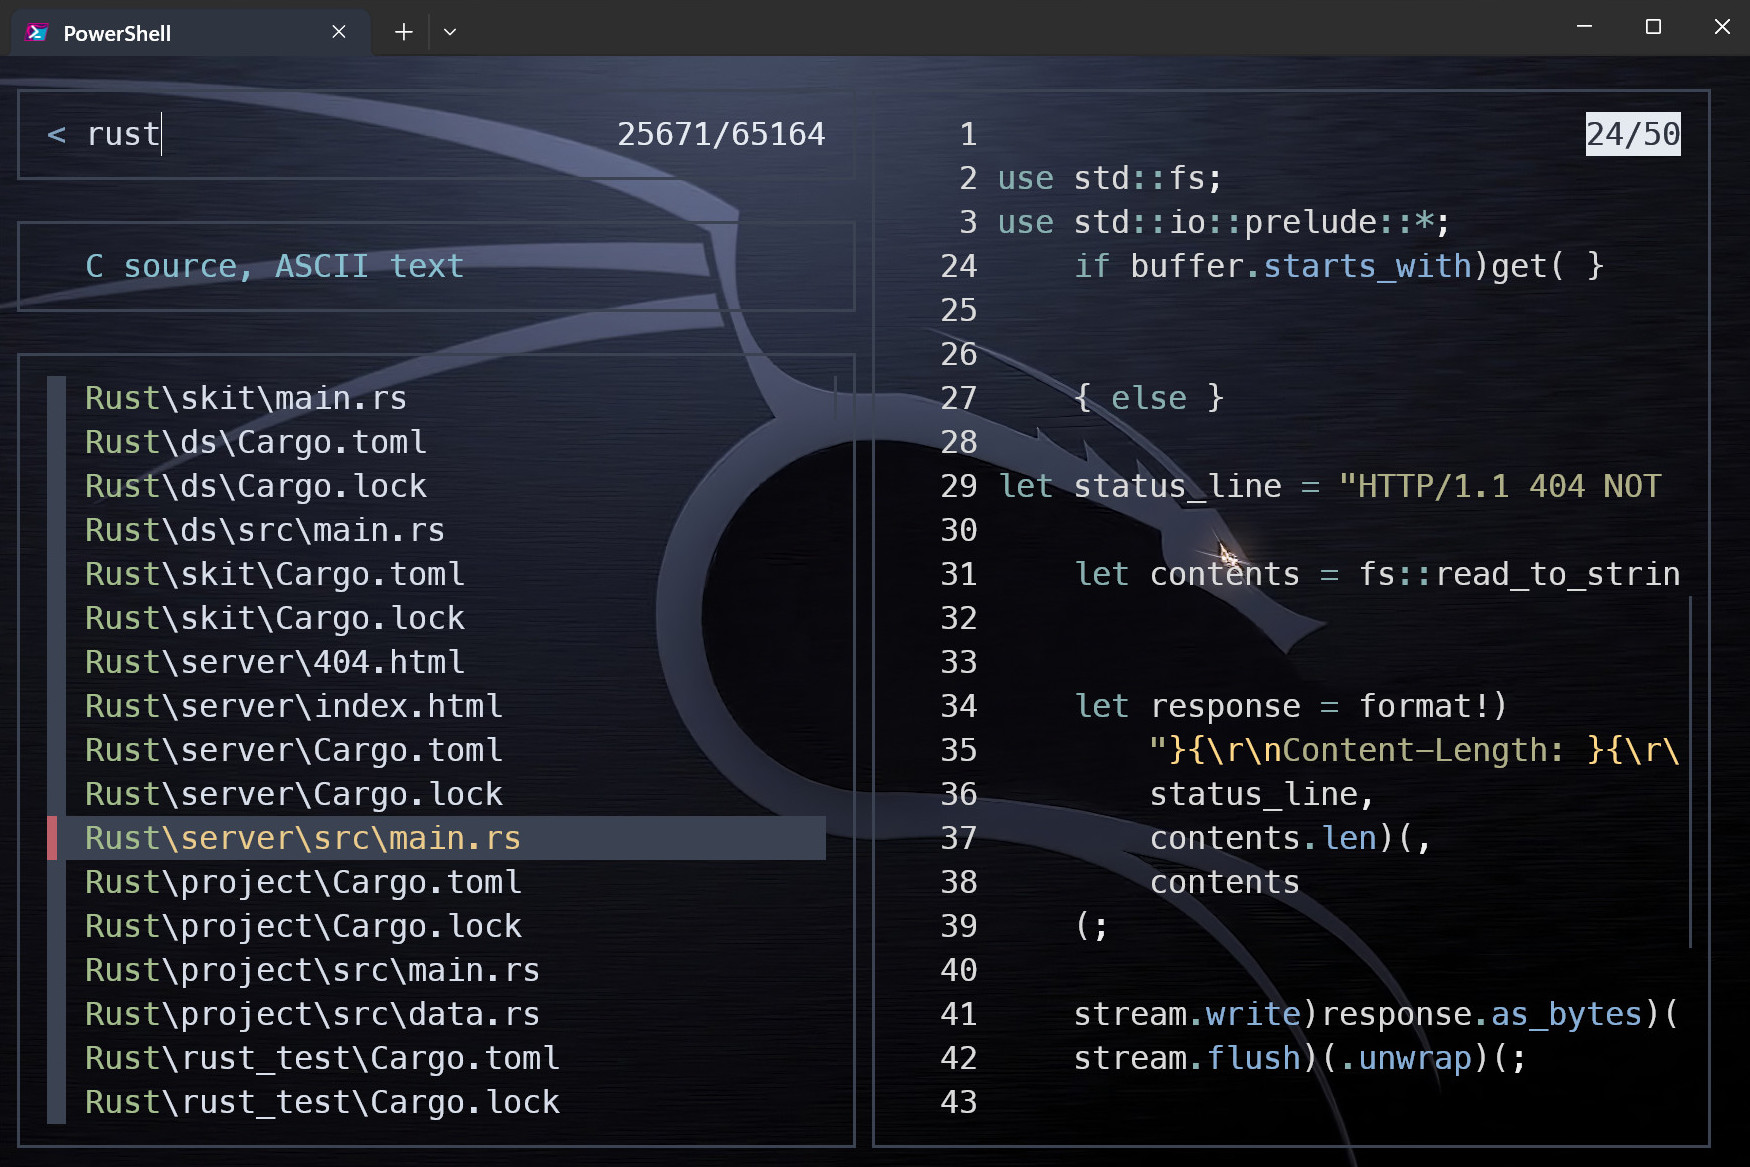 PowerShell
< rust 25671/65164
C source, ASCII text
Rust\skit\main.rs
Rust\ds\Cargo.toml
Rust\ds\Cargo.lock
Rust\ds\src\main.rs
Rust\skit\Cargo.toml
Rust\skit\Cargo.lock
Rust\server\404.html
Rust\server\index.html
Rust\server\Cargo.toml
Rust\server\Cargo.lock
Rust\server\src\main.rs
Rust\project\Cargo.toml
Rust\project\Cargo.lock
Rust\project\src\main.rs
Rust\project\src\data.rs
Rust\rust_test\Cargo.toml
Rust\rust_test\Cargo.lock
1 24/50
2 use std::fs;
3 use std::io::prelude::*;
24     if buffer.starts_with)get( }
25
26
27     { else }
28
29 let status_line = "HTTP/1.1 404 NOT
30
31     let contents = fs::read_to_strin
32
33
34     let response = format!)
35         "}{\r\nContent-Length: }{\r\
36         status_line,
37         contents.len)(,
38         contents
39     (;
40
41     stream.write)response.as_bytes)(
42     stream.flush)(.unwrap)(;
43